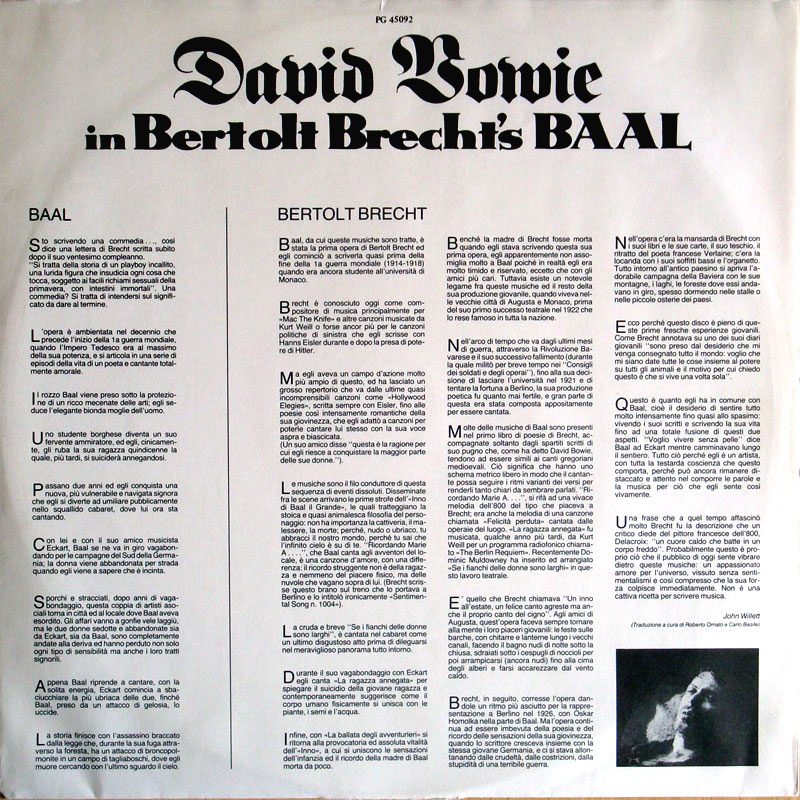 PG 45092
David Bowie
in Bertolt Brecht's BAAL
BAAL
Sto scrivendo una commedia . . ., così
dice una lettera di Brecht scritta subito
dopo il suo ventesimo compleanno.
"Si tratta della storia di un playboy incallito,
una lurida figura che insudicia ogni cosa che
tocca, soggetto ai facili richiami sessuali della
primavera, con istinti immortali". Una
commedia? Si tratta di intendersi sul signifi-
cato da dare al termine.
L'opera è ambientata nel decennio che
precede l'inizio della 1a guerra mondiale,
quando l'Impero Tedesco era al massimo
della sua potenza, e si articola in una serie di
episodi della vita di un poeta e cantante total-
mente amorale.
Il rozzo Baal viene preso sotto la protezio-
ne di un ricco meconate delle arti; egli se-
duce l'elegante bionda moglie dell'uomo.
Uno studente borghese diventa un suo
fervente ammiratore, ed egli, cinicamen-
te, gli ruba la sua ragazza quindicenne la
quale, più tardi, si suiciderà annegandosi.
Passano due anni ed egli conquista una
nuova, più vulnerabile e navigata signora
che egli si diverte ad umiliare pubblicamente
nello squallido cabaret, dove lui ora sta
cantando.
Con lei e con il suo amico musicista
Eckart, Baal se ne va in giro vagabon-
dando per le campagne del Sud della Germa-
nia; la donna viene abbandonata per strada
quando egli viene a sapere che è incinta.
Sporchi e stracciati, dopo anni di vaga-
bondaggio, questa coppia di artisti aso-
ciali torna in città ed al locale dove Baal aveva
esordito. Gli affari vanno a gonfie vele laggiù,
ma le due donne sedotte e abbandonate sia
da Eckart, sia da Baal, sono completamente
andate alla deriva ed hanno perduto non solo
ogni tipo di sensibilità ma anche i loro tratti
signorili.
Appena Baal riprende a cantare, con la
solita energia, Eckart comincia a sba-
ciucchiare la più ubriaca delle due, finché
Baal, preso da un attacco di gelosia, lo
uccide.
La storia finisce con l'assassino braccato
dalla legge che, durante la sua fuga attra-
verso la foresta, ha un attacco di broncopol-
monite in un campo di tagliaboschi, dove egli
muore cercando con l'ultimo sguardo il cielo.
BERTOLT BRECHT
Baal, da cui queste musiche sono tratte, è
stata la prima opera di Bertolt Brecht ed
egli cominciò a scriverla quasi prima della
fine della 1a guerra mondiale (1914-1918)
quando era ancora studente all'università di
Monaco.
Brecht è conosciuto oggi come com-
positore di musica principalmente per
«Mac The Knife» e altre canzoni musicate da
Kurt Weill o forse ancor più per le canzoni
politiche di sinistra che egli scrisse con
Hanns Eisler durante e dopo la presa di pote-
re di Hitler.
Ma egli aveva un campo d'azione molto
più ampio di questo, ed ha lasciato un
grosso repertorio che va dalle ultime quasi
incomprensibili canzoni come «Hollywood
Elegies», scritta sempre con Eisler, fino alle
poesie così intensamente romantiche della
sua giovinezza, che egli adattò a canzoni per
poterle cantare lui stesso con la sua voce
aspra e biascicata.
(Un suo amico disse "questa è la ragione per
cui egli riesce a conquistare la maggior parte
delle sue donne.").
Le musiche sono il filo conduttore di questa
sequenza di eventi dissoluti. Disseminate
fra le scene arrivano le prime strofe dell'«Inno
di Baal il Grande», le quali tratteggiano la
stoica e quasi animalesca filosofia del perso-
naggio: non ha importanza la cattiveria, il ma-
lessere, la morte; perché, nudo o ubriaco, tu
abbracci il nostro mondo, perché tu sai che
l'infinito cielo è su di te. "Ricordando Marie
A. . . .", che Baal canta agli avventori del lo-
cale, è una canzone d'amore, con una diffe-
renza: il ricordo struggente non è della ragaz-
za e nemmeno del piacere fisico, ma delle
nuvole che vagano sopra di lui. (Brecht scris-
se questo brano sul treno che lo portava a
Berlino e lo intitolò ironicamente «Sentimen-
tal Song n. 1004»).
La cruda e breve "Se i fianchi delle donne
sono larghi", è cantata nel cabaret come
un ultimo disgustoso atto prima di dileguarsi
nel meraviglioso panorama tutto intorno.
Durante il suo vagabondaggio con Eckart
egli canta «La ragazza annegata» per
spiegare il suicidio della giovane ragazza e
contemporaneamente suggerisce come il
corpo umano fisicamente si unisca con le
piante, i semi e l'acqua.
Infine, con «La ballata degli avventurieri» si
ritorna alla provocatoria ed assoluta vitalità
dell'«Inno», a cui si uniscono le sensazioni
dell'infanzia ed il ricordo della madre di Baal
morta da poco.
Benché la madre di Brecht fosse morta
quando egli stava scrivendo questa sua
prima opera, egli apparentemente non asso-
miglia molto a Baal poiché in realtà egli era
molto timido e riservato, eccetto che con gli
amici più cari. Tuttavia esiste un notevole
legame fra queste musiche ed il resto della
sua produzione giovanile, quando viveva nel-
le vecchie città di Augusta e Monaco, prima
del suo primo successo teatrale nel 1922 che
lo rese famoso in tutta la nazione.
Nell'arco di tempo che va dagli ultimi mesi
di guerra, attraverso la Rivoluzione Ba-
varese e il suo successivo fallimento (durante
la quale militò per breve tempo nei "Consigli
dei soldati e degli operai"), fino alla sua deci-
sione di lasciare l'università nel 1921 e di
tentare la fortuna a Berlino, la sua produzione
poetica fu quanto mai fertile, e gran parte di
questa era stata composta appositamente
per essere cantata.
Molte delle musiche di Baal sono presenti
nel primo libro di poesie di Brecht, ac-
compagnate soltanto dagli spartiti scritti di
suo pugno che, come ha detto David Bowie,
tendono ad essere simili ai canti gregoriani
medioevali. Ciò significa che hanno uno
schema metrico libero in modo che il cantan-
te possa seguire i ritmi varianti dei versi per
renderli tanto chiari da sembrare parlati. "Ri-
cordando Marie A. . . .", si rifà ad una vivace
melodia dell'800 del tipo che piaceva a
Brecht; era anche la melodia di una canzone
chiamata «Felicità perduta» cantata dalle
operaie del luogo. «La ragazza annegata» fu
musicata, qualche anno più tardi, da Kurt
Weill per un programma radiofonico chiama-
to «The Berlin Requiem». Recentemente Do-
minic Muldowney ha inserito ed arrangiato
«Se i fianchi delle donne sono larghi» in que-
sto lavoro teatrale.
E' quello che Brecht chiamava "Un inno
all'estate, un felice canto agreste ma an-
che il proprio canto del cigno". Agli amici di
Augusta, quest'opera faceva sempre tornare
alla mente i loro piaceri giovanili: le feste sulle
barche, con chitarre e lanterne lungo i vecchi
canali, facendo il bagno nudi di notte sotto la
chiusa, sdraiati sotto i cespugli di noccioli per
poi arrampicarsi (ancora nudi) fino alla cima
degli alberi e farsi accarezzare dal vento
caldo.
Brecht, in seguito, corresse l'opera dan-
dole un ritmo più asciutto per la rappre-
sentazione a Berlino nel 1926, con Oskar
Homolka nella parte di Baal. Ma l'opera conti-
nua ad essere imbevuta della poesia e del
ricordo delle sensazioni della sua giovinezza,
quando lo scrittore cresceva insieme con la
stessa giovane Germania, e ci si stava allon-
tanando dalle crudeltà, dalle costrizioni, dalla
stupidità di una terribile guerra.
Nell'opera c'era la mansarda di Brecht con
i suoi libri e le sue carte, il suo teschio, il
ritratto del poeta francese Verlaine; c'era la
locanda con i suoi soffitti bassi e l'organetto.
Tutto intorno all'antico paesino si apriva l'a-
dorabile campagna della Baviera con le sue
montagne, i laghi, le foreste dove essi anda-
vano in giro, spesso dormendo nelle stalle o
nelle piccole osterie dei paesi.
Ecco perché questo disco è pieno di que-
ste prime fresche esperienze giovanili.
Come Brecht annotava su uno dei suoi diari
giovanili "sono preso dal desiderio che mi
venga consegnato tutto il mondo: voglio che
mi siano date tutte le cose insieme al potere
su tutti gli animali e il motivo per cui chiedo
questo è che si vive una volta sola".
Questo è quanto egli ha in comune con
Baal, cioè il desiderio di sentire tutto
molto intensamente fino quasi allo spasimo:
vivendo i suoi scritti e scrivendo la sua vita
fino ad una totale fusione di questi due
aspetti. "Voglio vivere senza pelle" dice
Baal ad Eckart mentre camminavano lungo
il sentiero. Tutto ciò perché egli è un artista,
con tutta la testarda coscienza che questo
comporta, perché può ancora rimanere di-
staccato e attento nel comporre le parole e
la musica per ciò che egli sente così
vivamente.
Una frase che a quel tempo affascinò
molto Brecht fu la descrizione che un
critico diede del pittore francese dell'800,
Delacroix: "un cuore caldo che batte in un
corpo freddo". Probabilmente questo è pro-
prio ciò che il pubblico di oggi sente vibrare
dietro queste musiche: un appassionato
amore per l'universo, vissuto senza senti-
mentalismi e così compresso che la sua for-
za colpisce immediatamente. Non è una
cattiva ricetta per scrivere musica.
John Willett
(Traduzione a cura di Roberto Ornato e Carlo Basile)